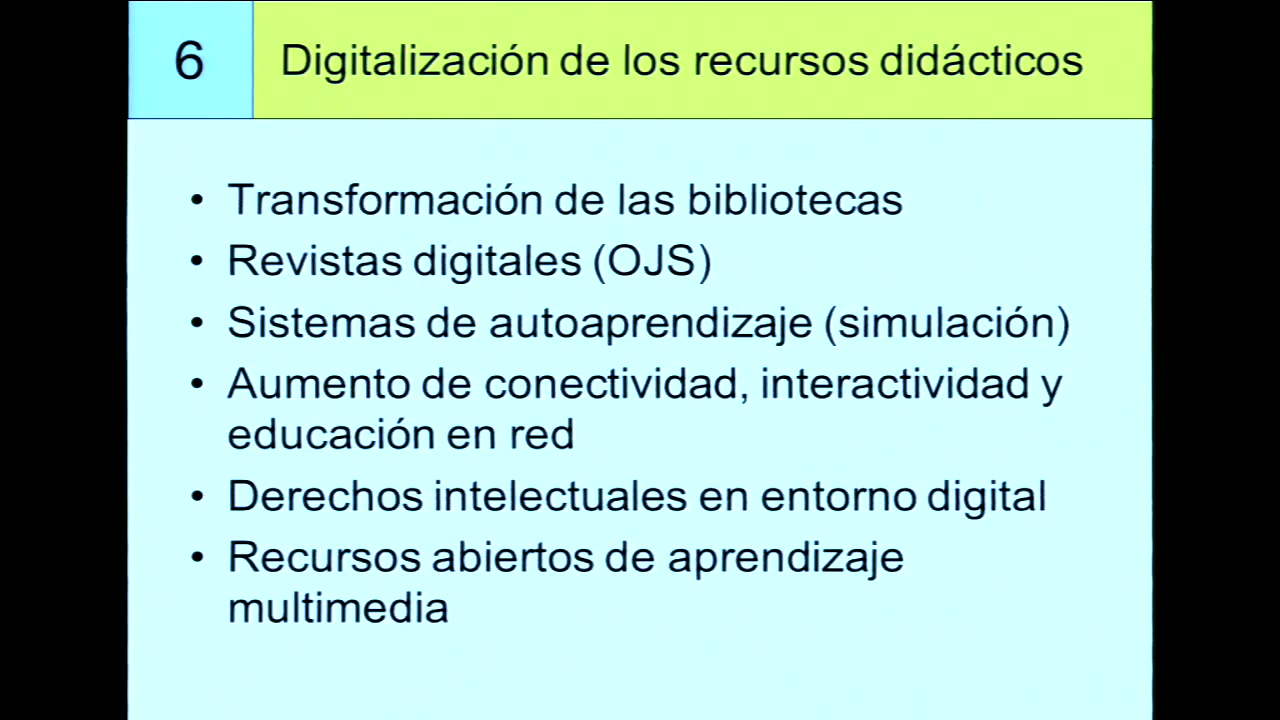 6
Digitalización de los recursos didácticos
• Transformación de las bibliotecas
• Revistas digitales (OJS)
• Sistemas de autoaprendizaje (simulación)
• Aumento de conectividad, interactividad y
educación en red
• Derechos intelectuales en entorno digital
• Recursos abiertos de aprendizaje
multimedia